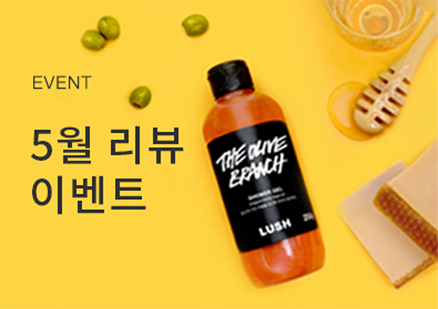 EVENT
5월 리뷰
이벤트
THE OLIVE
BRANCH
SHOWER GEL
LUSH